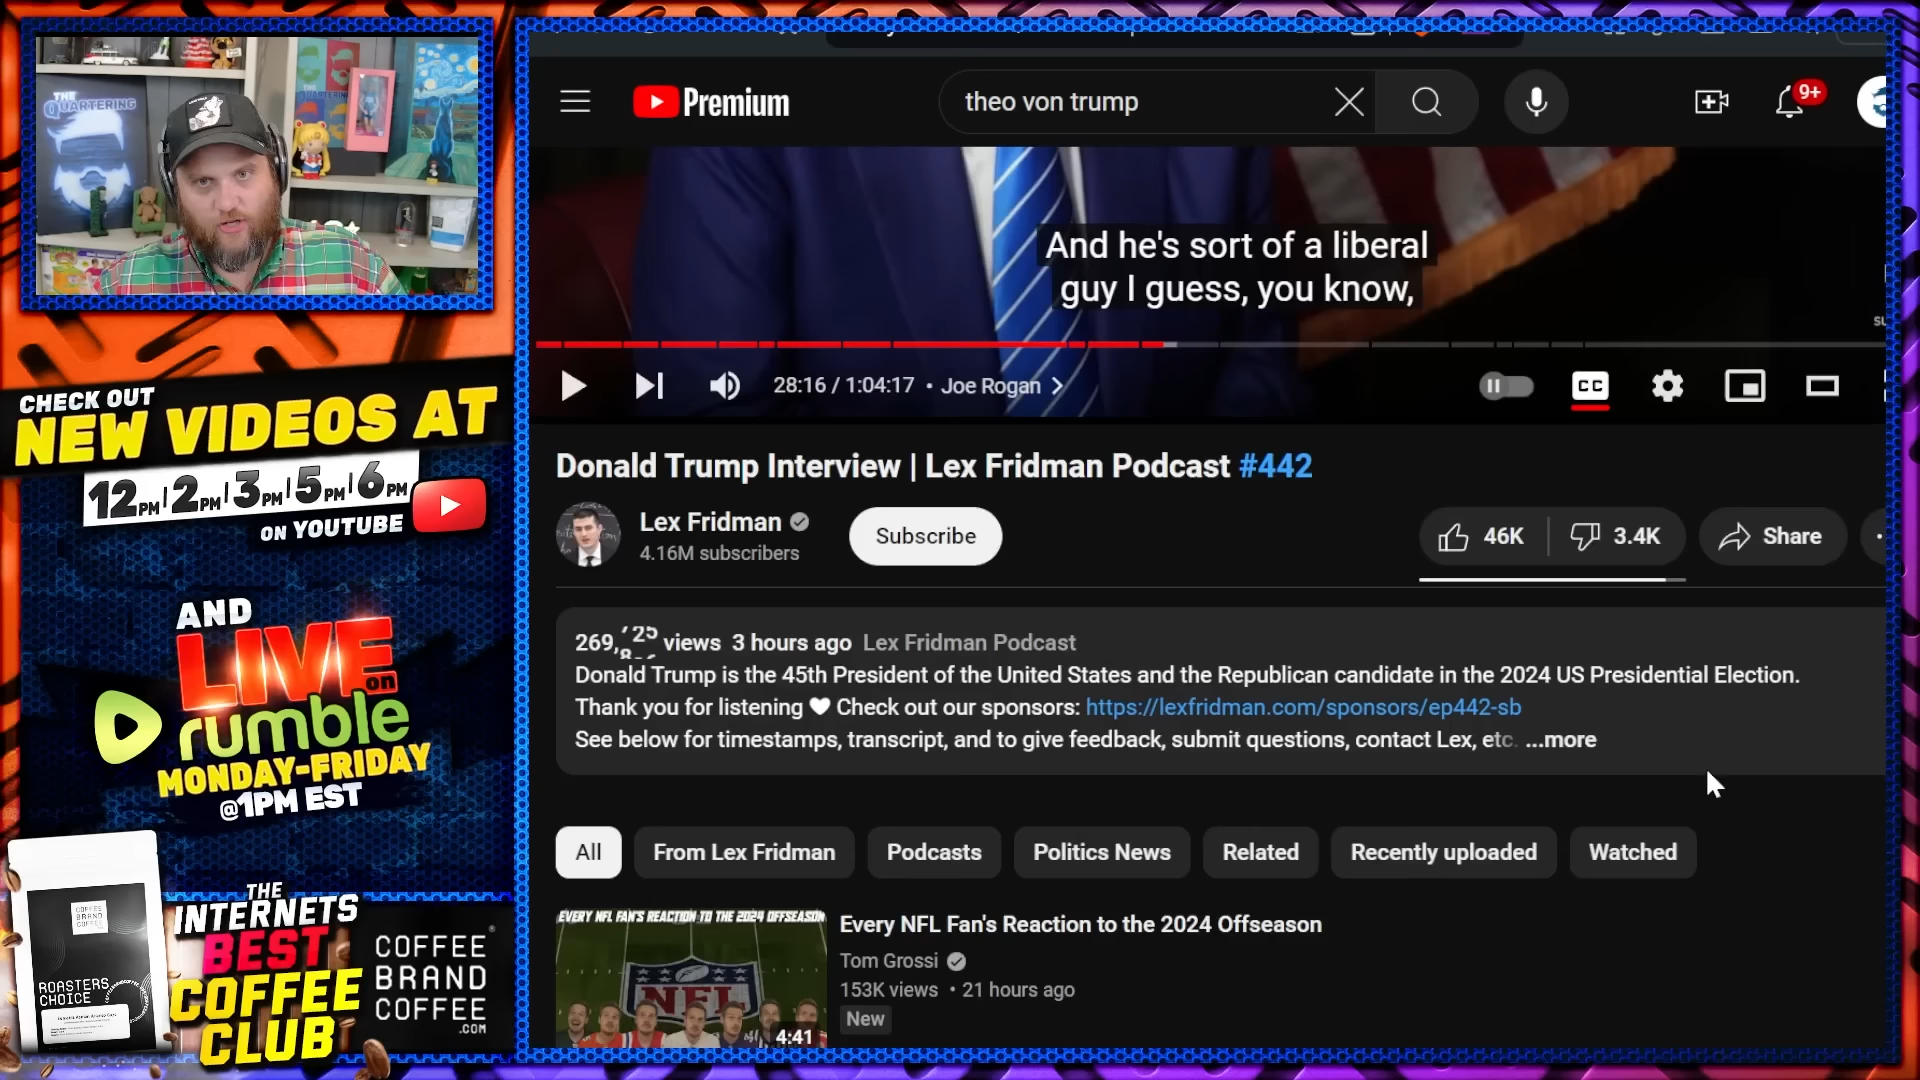 THE
QUARTERING
CHECK OUT
NEW VIDEOS AT
12PM | 2PM | 3PM | 5PM | 6PM
ON YOUTUBE
AND
LIVE
on
rumble
MONDAY-FRIDAY
@1PM EST
THE
INTERNETS
BEST
COFFEE
CLUB
COFFEE
BRAND
COFFEE
ROASTERS
CHOICE
COFFEE
BRAND
COFFEE
.COM
Premium
theo von trump
9+
And he's sort of a liberal
guy I guess, you know,
28:16 / 1:04:17 • Joe Rogan
CC
Donald Trump Interview | Lex Fridman Podcast #442
Lex Fridman
4.16M subscribers
Subscribe
46K
3.4K
Share
269, views 3 hours ago Lex Fridman Podcast
Donald Trump is the 45th President of the United States and the Republican candidate in the 2024 US Presidential Election.
Thank you for listening ❤ Check out our sponsors: https://lexfridman.com/sponsors/ep442-sb
See below for timestamps, transcript, and to give feedback, submit questions, contact Lex, etc. ...more
All
From Lex Fridman
Podcasts
Politics News
Related
Recently uploaded
Watched
EVERY NFL FAN'S REACTION TO THE 2024 OFFSEASON
NFL
4:41
Every NFL Fan's Reaction to the 2024 Offseason
Tom Grossi
153K views • 21 hours ago
New